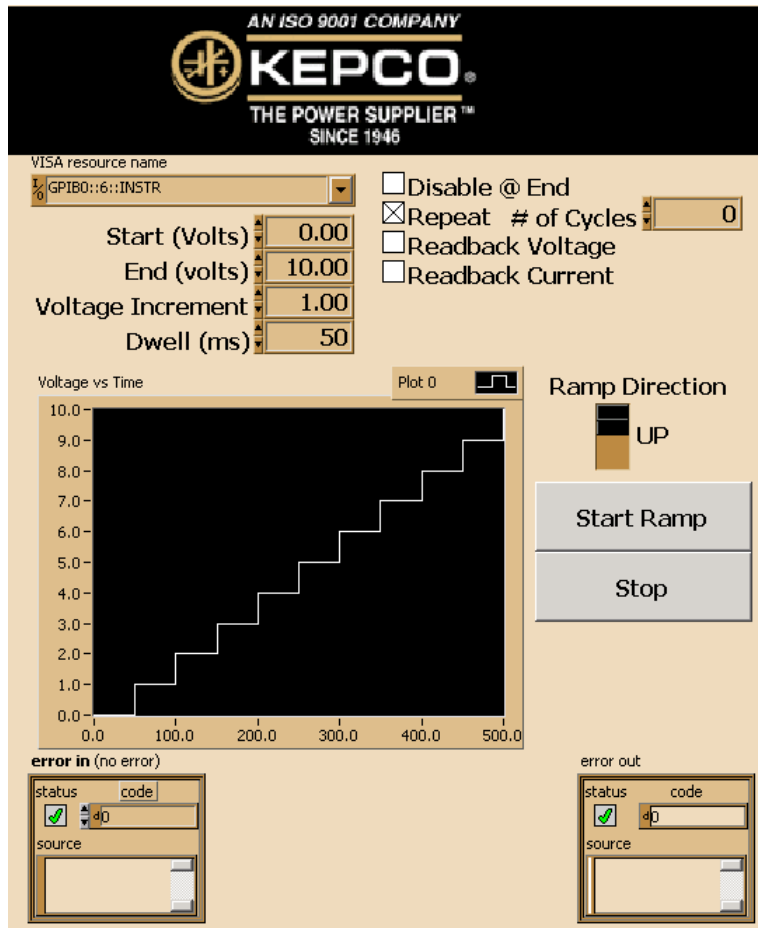 AN ISO 9001 COMPANY
KEPCO®
THE POWER SUPPLIER™
SINCE 1946
VISA resource name
I/O GPIB0::6::INSTR
Disable @ End
Repeat # of Cycles 0
Readback Voltage
Readback Current
Start (Volts) 0.00
End (volts) 10.00
Voltage Increment 1.00
Dwell (ms) 50
Voltage vs Time
Plot 0
10.0
9.0
8.0
7.0
6.0
5.0
4.0
3.0
2.0
1.0
0.0
0.0 100.0 200.0 300.0 400.0 500.0
Ramp Direction
UP
Start Ramp
Stop
error in (no error)
status code
d0
source
error out
status code
d0
source